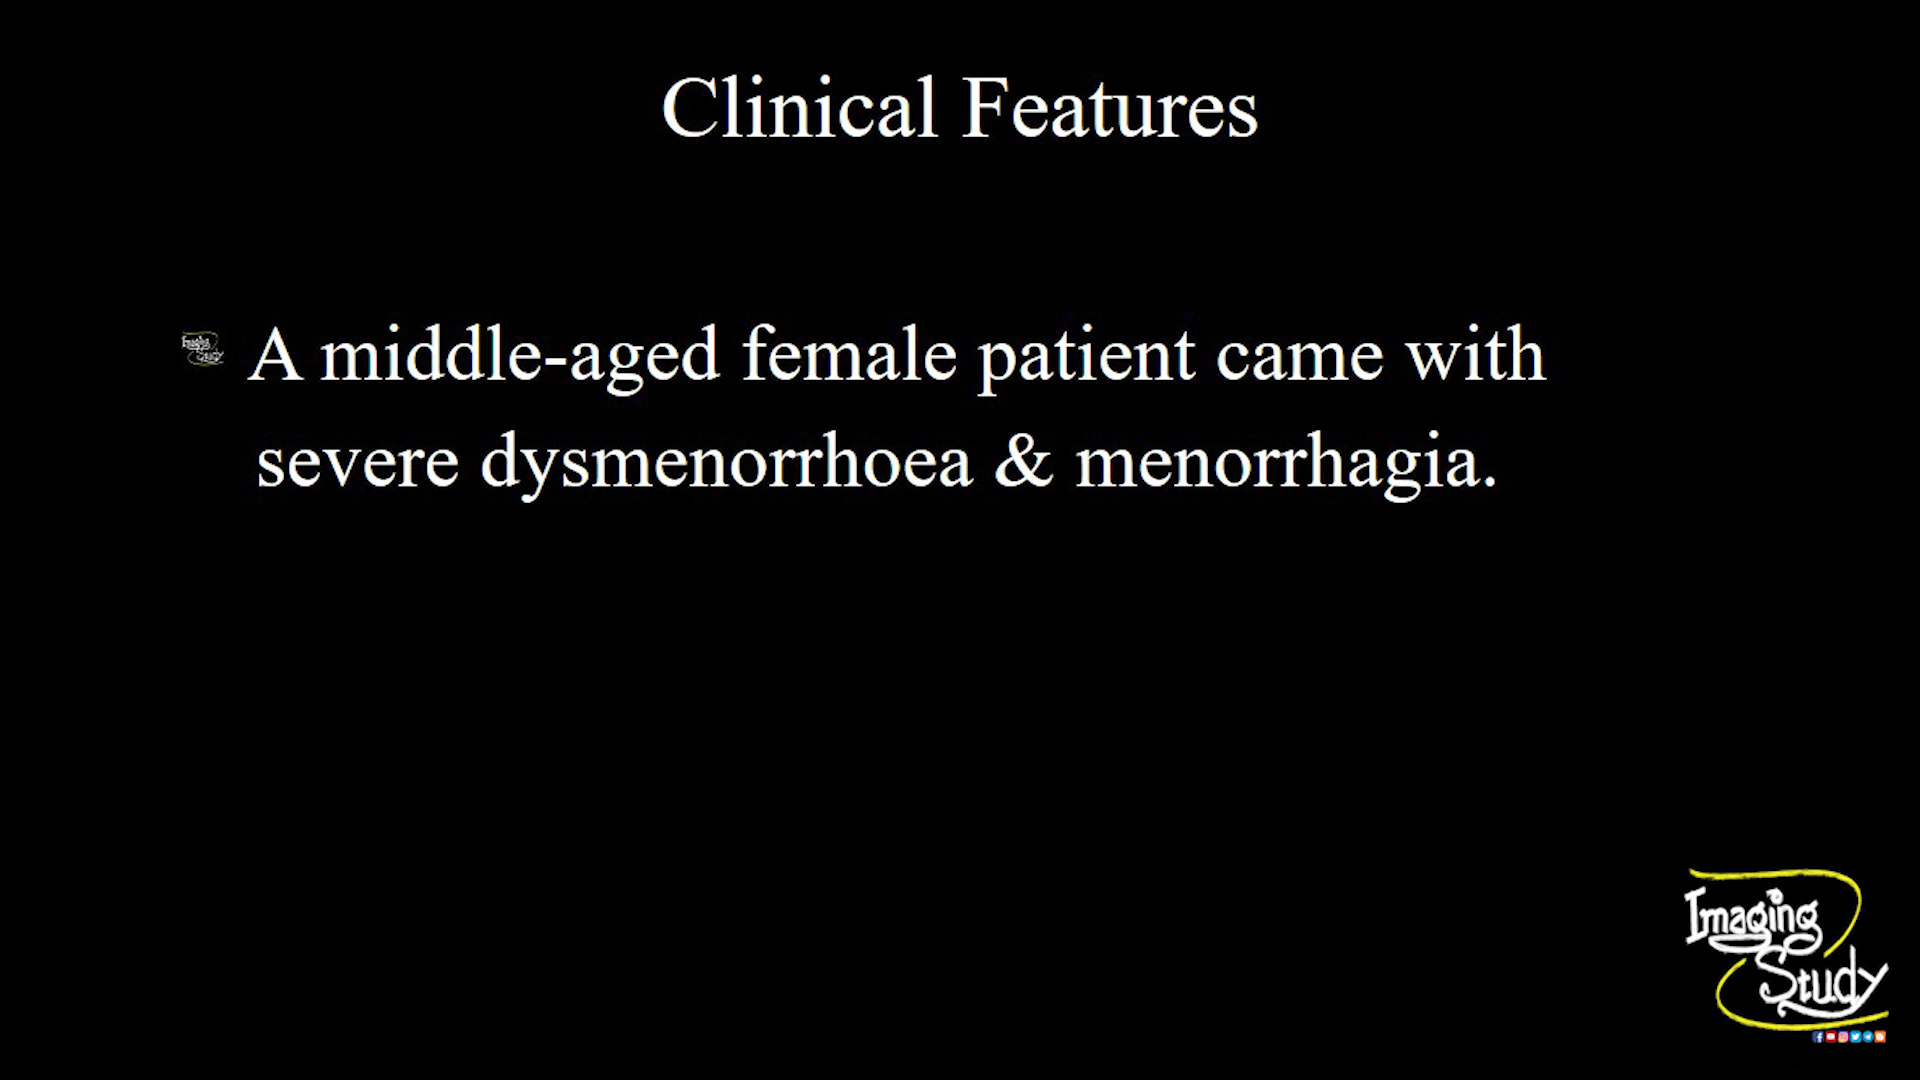 Clinical Features
A middle-aged female patient came with
severe dysmenorrhoea & menorrhagia.
Imaging
Study